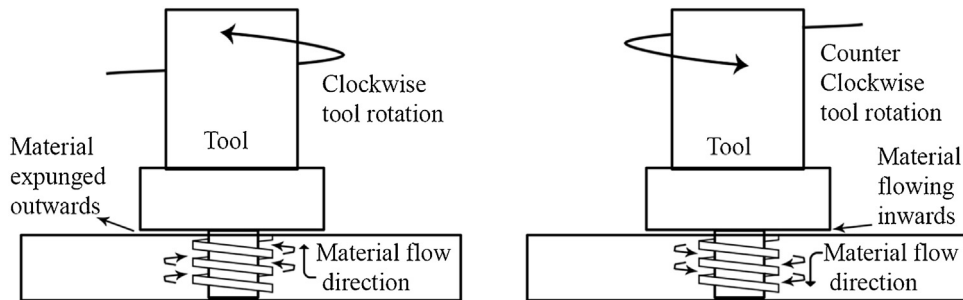 Clockwise
tool rotation
Tool
Material
expunged
outwards
Material flow
direction
Counter
Clockwise
tool rotation
Tool
Material
flowing
inwards
Material flow
direction